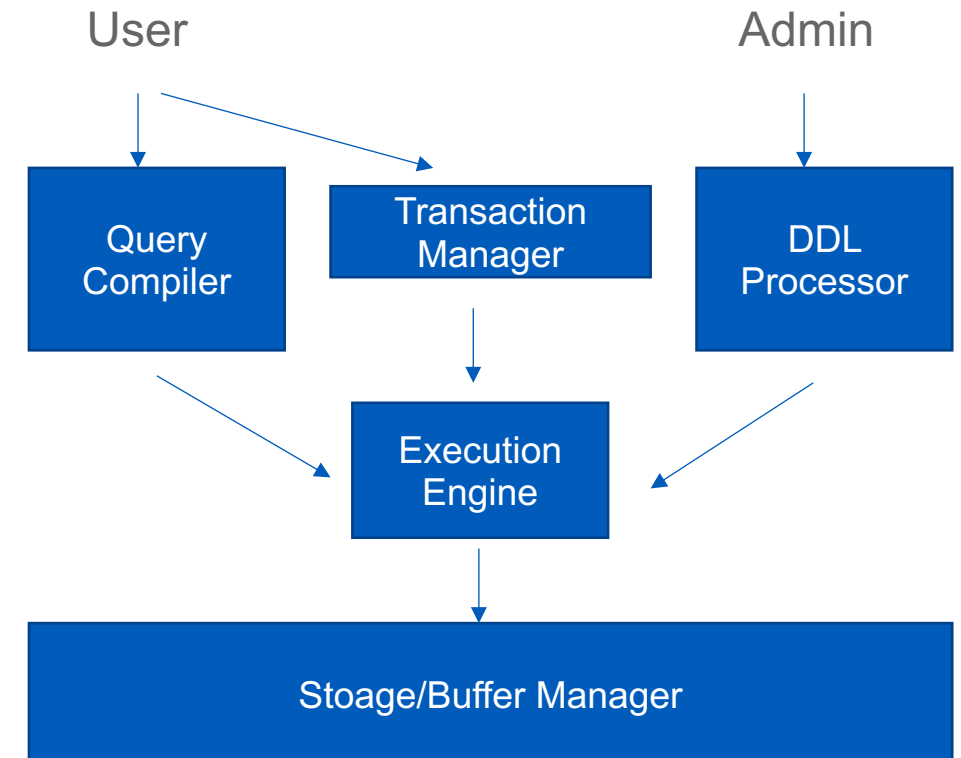 User
Admin
Query
Compiler
Transaction
Manager
DDL
Processor
Execution
Engine
Stoage/Buffer Manager